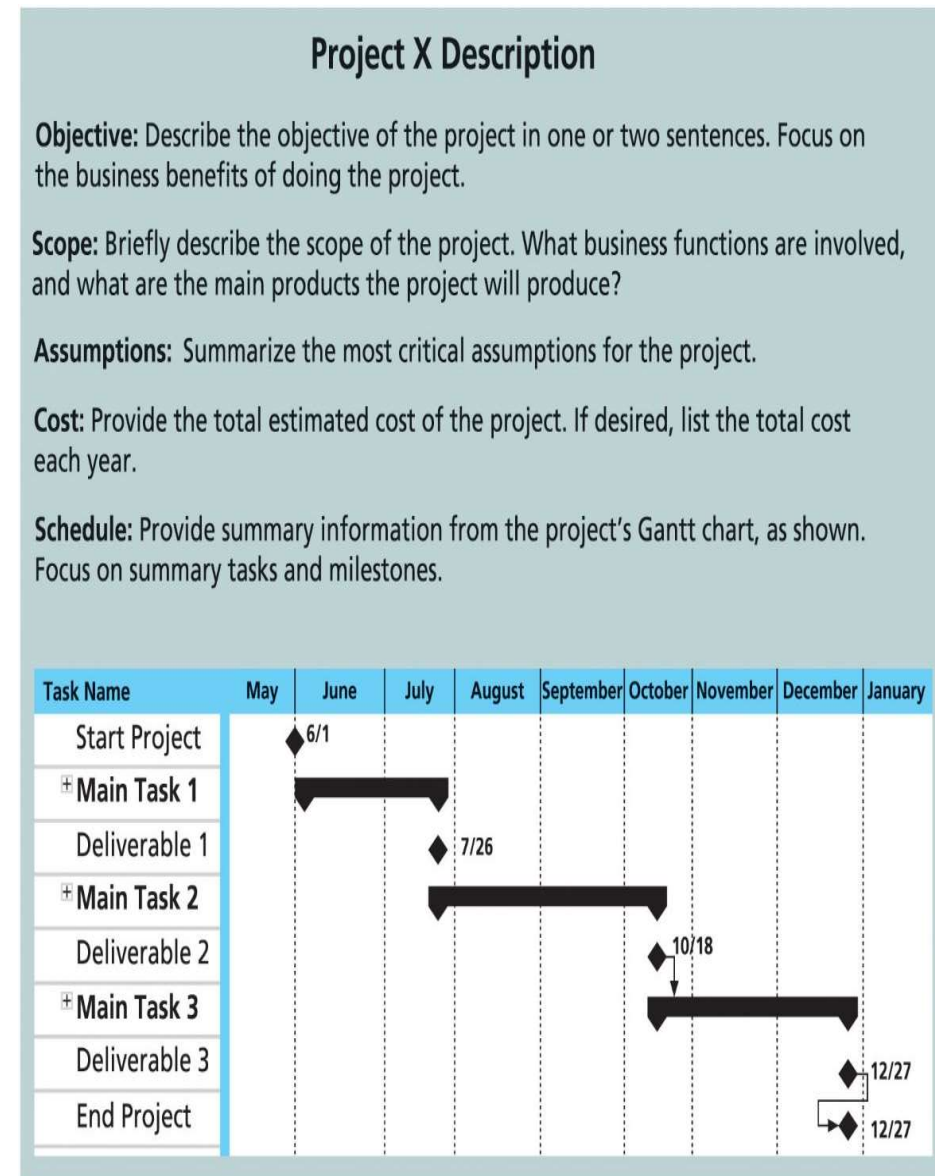 Project X Description
Objective: Describe the objective of the project in one or two sentences. Focus on
the business benefits of doing the project.
Scope: Briefly describe the scope of the project. What business functions are involved,
and what are the main products the project will produce?
Assumptions: Summarize the most critical assumptions for the project.
Cost: Provide the total estimated cost of the project. If desired, list the total cost
each year.
Schedule: Provide summary information from the project's Gantt chart, as shown.
Focus on summary tasks and milestones.
Task Name May June July August September October November December January
Start Project 6/1
+ Main Task 1
Deliverable 1 7/26
+ Main Task 2
Deliverable 2 10/18
+ Main Task 3
Deliverable 3 12/27
End Project 12/27